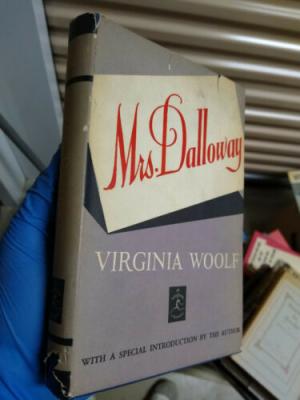 Mrs. Dalloway
VIRGINIA WOOLF
WITH A SPECIAL INTRODUCTION BY THE AUTHOR